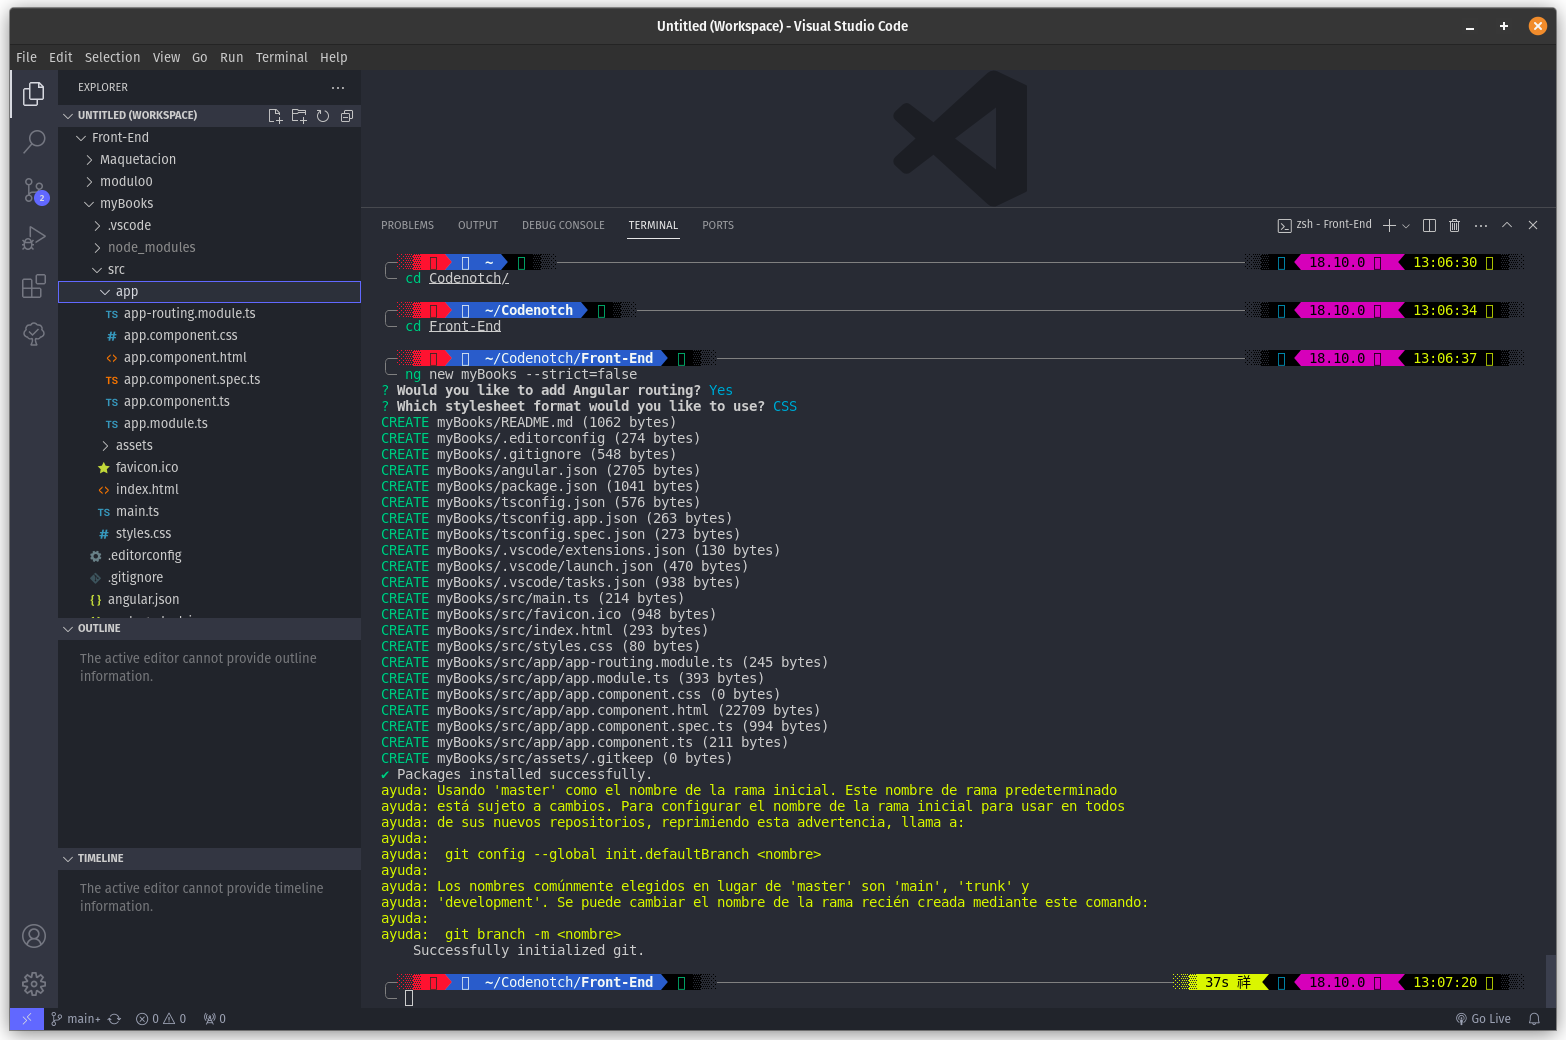 Untitled (Workspace) - Visual Studio Code
File Edit Selection View Go Run Terminal Help
EXPLORER
UNTITLED (WORKSPACE)
Front-End
Maquetacion
modulo0
myBooks
.vscode
node_modules
src
app
TS app-routing.module.ts
# app.component.css
<> app.component.html
TS app.component.spec.ts
TS app.component.ts
TS app.module.ts
assets
favicon.ico
<> index.html
TS main.ts
# styles.css
.editorconfig
.gitignore
{} angular.json
OUTLINE
The active editor cannot provide outline
information.
TIMELINE
The active editor cannot provide timeline
information.
2
PROBLEMS OUTPUT DEBUG CONSOLE TERMINAL PORTS
zsh - Front-End
~ 18.10.0 13:06:30
cd Codenotch/
~/Codenotch 18.10.0 13:06:34
cd Front-End
~/Codenotch/Front-End 18.10.0 13:06:37
ng new myBooks --strict=false
? Would you like to add Angular routing? Yes
? Which stylesheet format would you like to use? CSS
CREATE myBooks/README.md (1062 bytes)
CREATE myBooks/.editorconfig (274 bytes)
CREATE myBooks/.gitignore (548 bytes)
CREATE myBooks/angular.json (2705 bytes)
CREATE myBooks/package.json (1041 bytes)
CREATE myBooks/tsconfig.json (576 bytes)
CREATE myBooks/tsconfig.app.json (263 bytes)
CREATE myBooks/tsconfig.spec.json (273 bytes)
CREATE myBooks/.vscode/extensions.json (130 bytes)
CREATE myBooks/.vscode/launch.json (470 bytes)
CREATE myBooks/.vscode/tasks.json (938 bytes)
CREATE myBooks/src/main.ts (214 bytes)
CREATE myBooks/src/favicon.ico (948 bytes)
CREATE myBooks/src/index.html (293 bytes)
CREATE myBooks/src/styles.css (80 bytes)
CREATE myBooks/src/app/app-routing.module.ts (245 bytes)
CREATE myBooks/src/app/app.module.ts (393 bytes)
CREATE myBooks/src/app/app.component.css (0 bytes)
CREATE myBooks/src/app/app.component.html (22709 bytes)
CREATE myBooks/src/app/app.component.spec.ts (994 bytes)
CREATE myBooks/src/app/app.component.ts (211 bytes)
CREATE myBooks/src/assets/.gitkeep (0 bytes)
✔ Packages installed successfully.
ayuda: Usando 'master' como el nombre de la rama inicial. Este nombre de rama predeterminado
ayuda: está sujeto a cambios. Para configurar el nombre de la rama inicial para usar en todos
ayuda: de sus nuevos repositorios, reprimiendo esta advertencia, llama a:
ayuda:
ayuda:  git config --global init.defaultBranch <nombre>
ayuda:
ayuda: Los nombres comúnmente elegidos en lugar de 'master' son 'main', 'trunk' y
ayuda: 'development'. Se puede cambiar el nombre de la rama recién creada mediante este comando:
ayuda:
ayuda:  git branch -m <nombre>
Successfully initialized git.
~/Codenotch/Front-End 37s 祥 18.10.0 13:07:20
main+ 0 0 0 Go Live